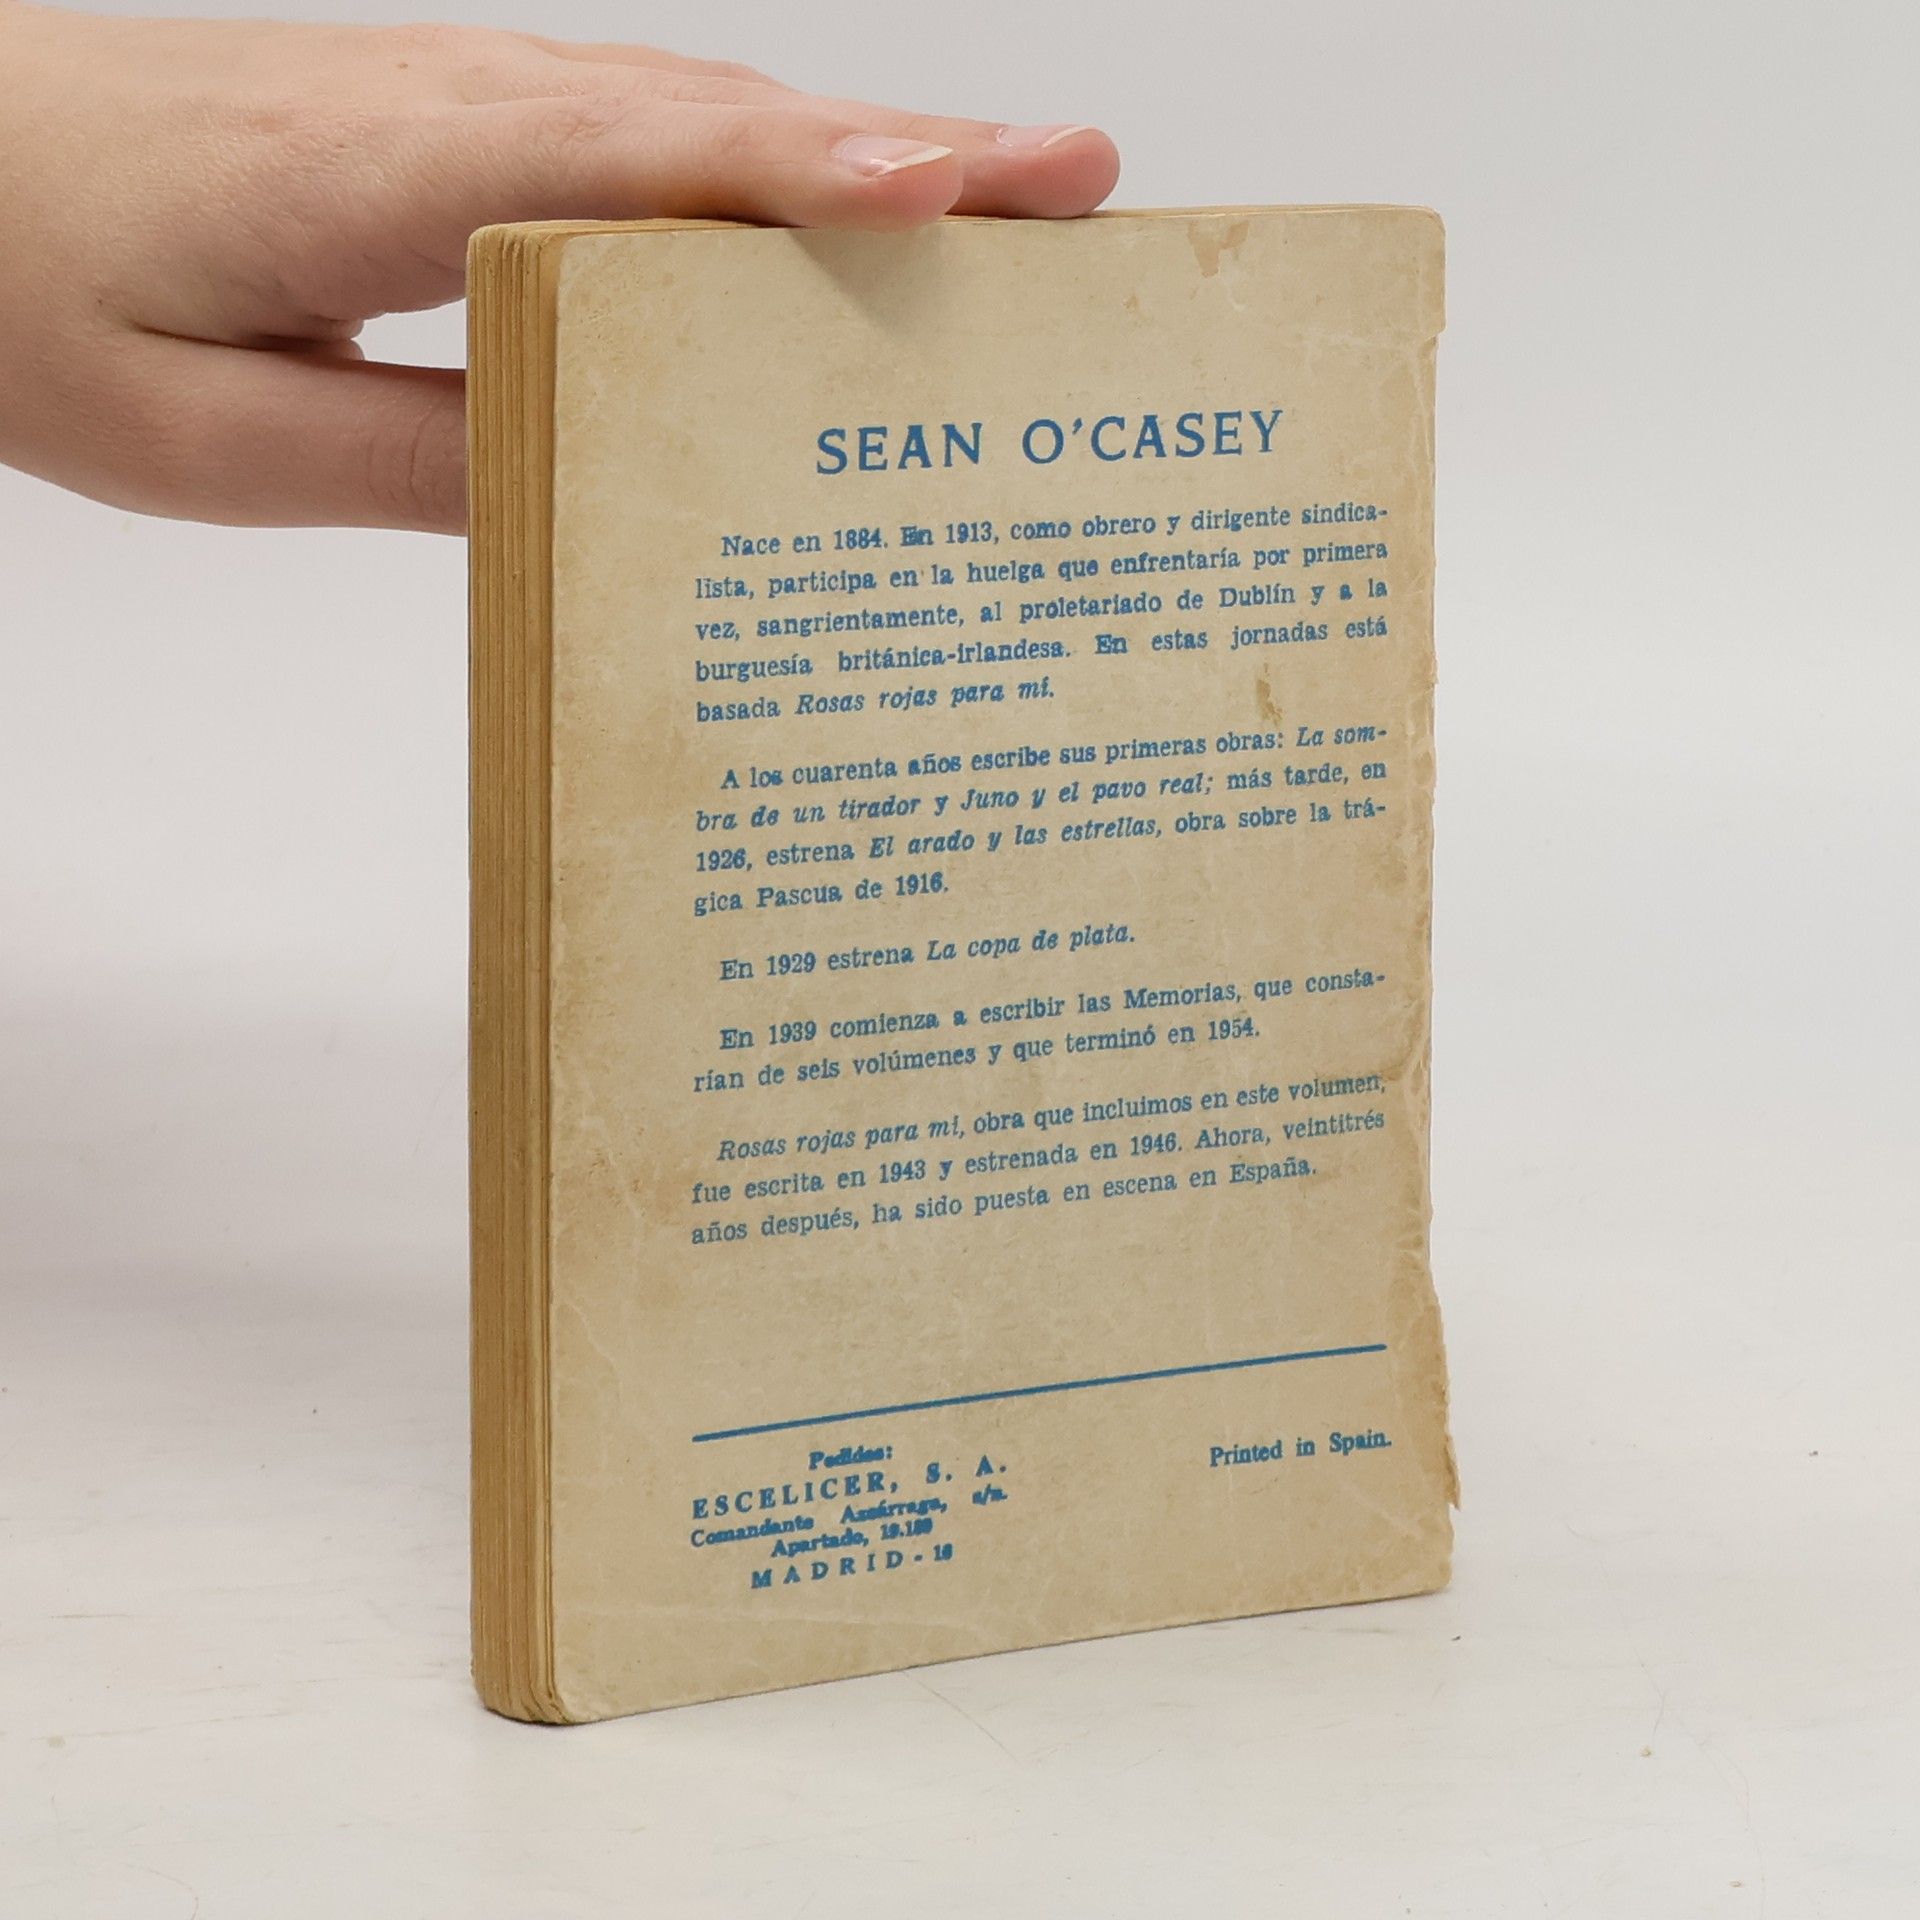 SEAN O'CASEY
Nace en 1884. En 1913, como obrero y dirigente sindica-
lista, participa en la huelga que enfrentaría por primera
vez, sangrientamente, al proletariado de Dublín y a la
burguesía británica-irlandesa. En estas jornadas está
basada Rosas rojas para mí.
A los cuarenta años escribe sus primeras obras: La som-
bra de un tirador y Juno y el pavo real; más tarde, en
1926, estrena El arado y las estrellas, obra sobre la trá-
gica Pascua de 1916.
En 1929 estrena La copa de plata.
En 1939 comienza a escribir las Memorias, que consta-
rían de seis volúmenes y que terminó en 1954.
Rosas rojas para mí, obra que incluimos en este volumen,
fue escrita en 1943 y estrenada en 1946. Ahora, veintitrés
años después, ha sido puesta en escena en España.
Pedidos:
ESCELICER, S. A.
Comandante Azcárraga, s/n.
Apartado,
MADRID - 16
Printed in Spain.